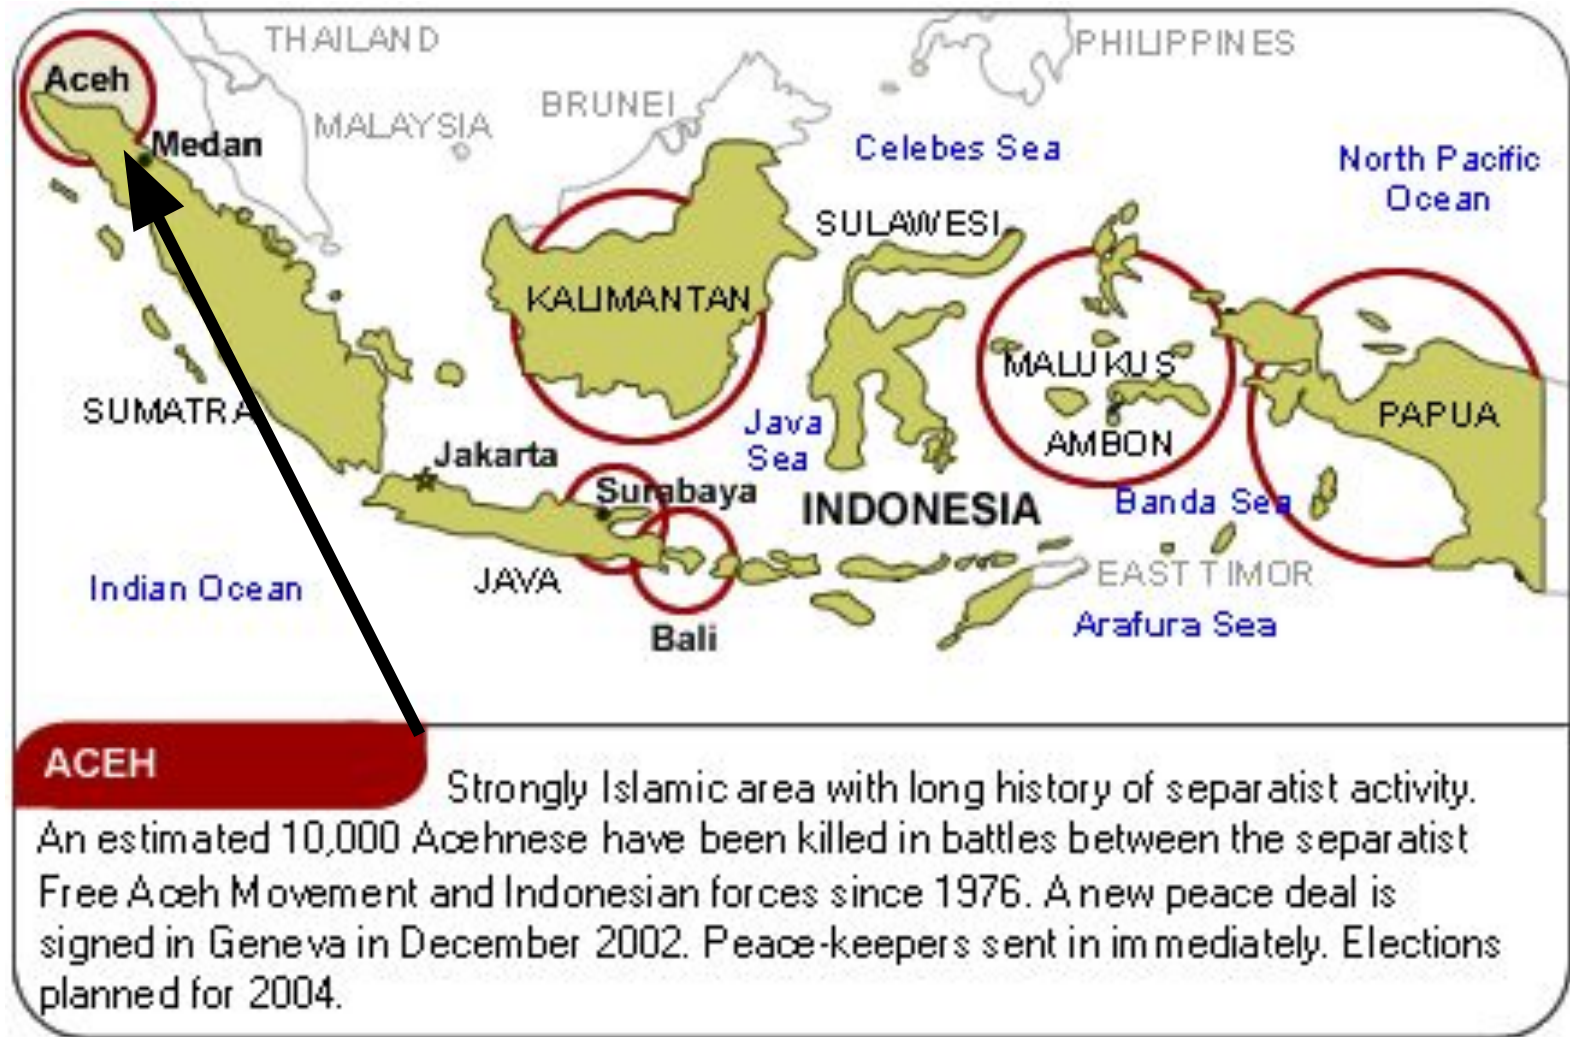 THAILAND
PHILIPPINES
Aceh
BRUNEI
MALAYSIA
Medan
Celebes Sea
North Pacific
Ocean
SULAWESI
KALIMANTAN
MALUKUS
SUMATRA
PAPUA
Java
Sea
AMBON
Jakarta
Surabaya
INDONESIA
Banda Sea
JAVA
EAST TIMOR
Indian Ocean
Arafura Sea
Bali
ACEH
Strongly Islamic area with long history of separatist activity.
An estimated 10,000 Acehnese have been killed in battles between the separatist
Free Aceh Movement and Indonesian forces since 1976. A new peace deal is
signed in Geneva in December 2002. Peace-keepers sent in immediately. Elections
planned for 2004.